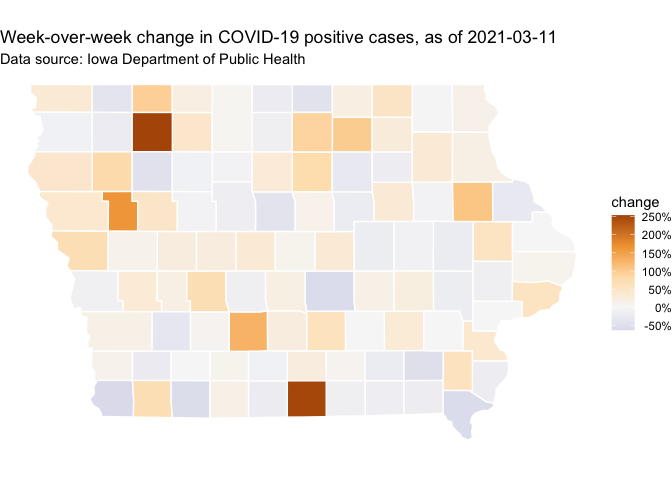 Week-over-week change in COVID-19 positive cases, as of 2021-03-11
Data source: Iowa Department of Public Health
change
250%
200%
150%
100%
50%
0%
-50%